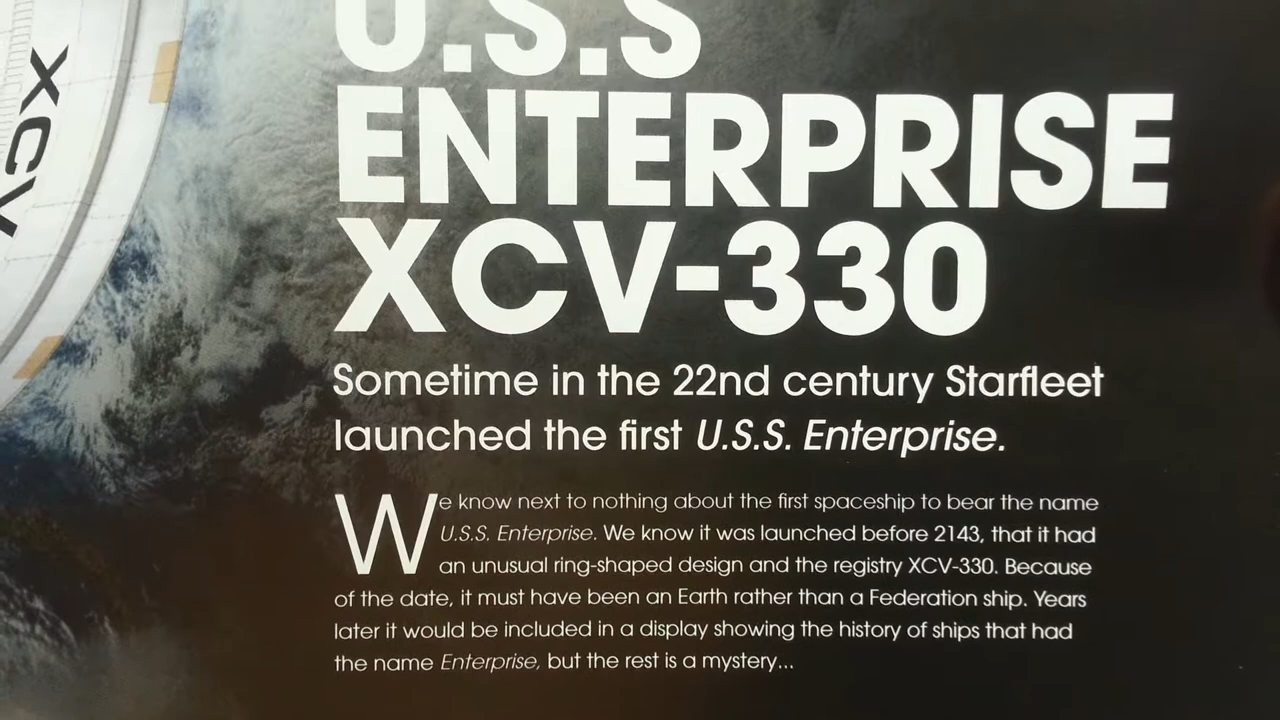 XCV
U.S.S
ENTERPRISE
XCV-330
Sometime in the 22nd century Starfleet
launched the first U.S.S. Enterprise.
We know next to nothing about the first spaceship to bear the name
U.S.S. Enterprise. We know it was launched before 2143, that it had
an unusual ring-shaped design and the registry XCV-330. Because
of the date, it must have been an Earth rather than a Federation ship. Years
later it would be included in a display showing the history of ships that had
the name Enterprise, but the rest is a mystery...